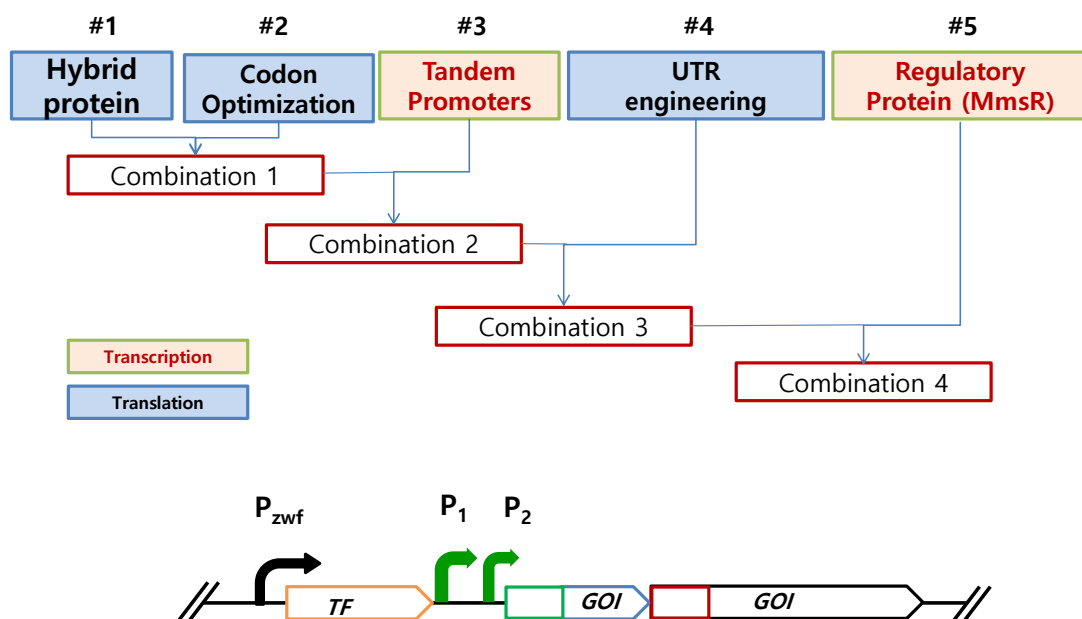 #1 #2 #3 #4 #5
Hybrid
protein
Codon
Optimization
Tandem
Promoters
UTR
engineering
Regulatory
Protein (MmsR)
Combination 1
Combination 2
Combination 3
Combination 4
Transcription
Translation
Pzwf P1 P2
TF GOI GOI